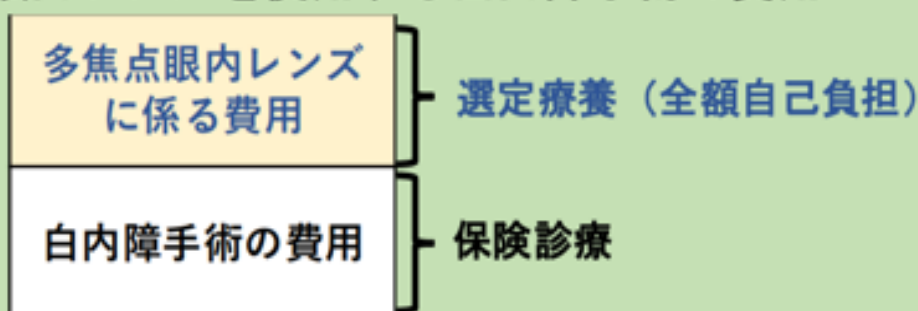 多焦点眼内レンズ
に係る費用
選定療養（全額自己負担）
白内障手術の費用
保険診療